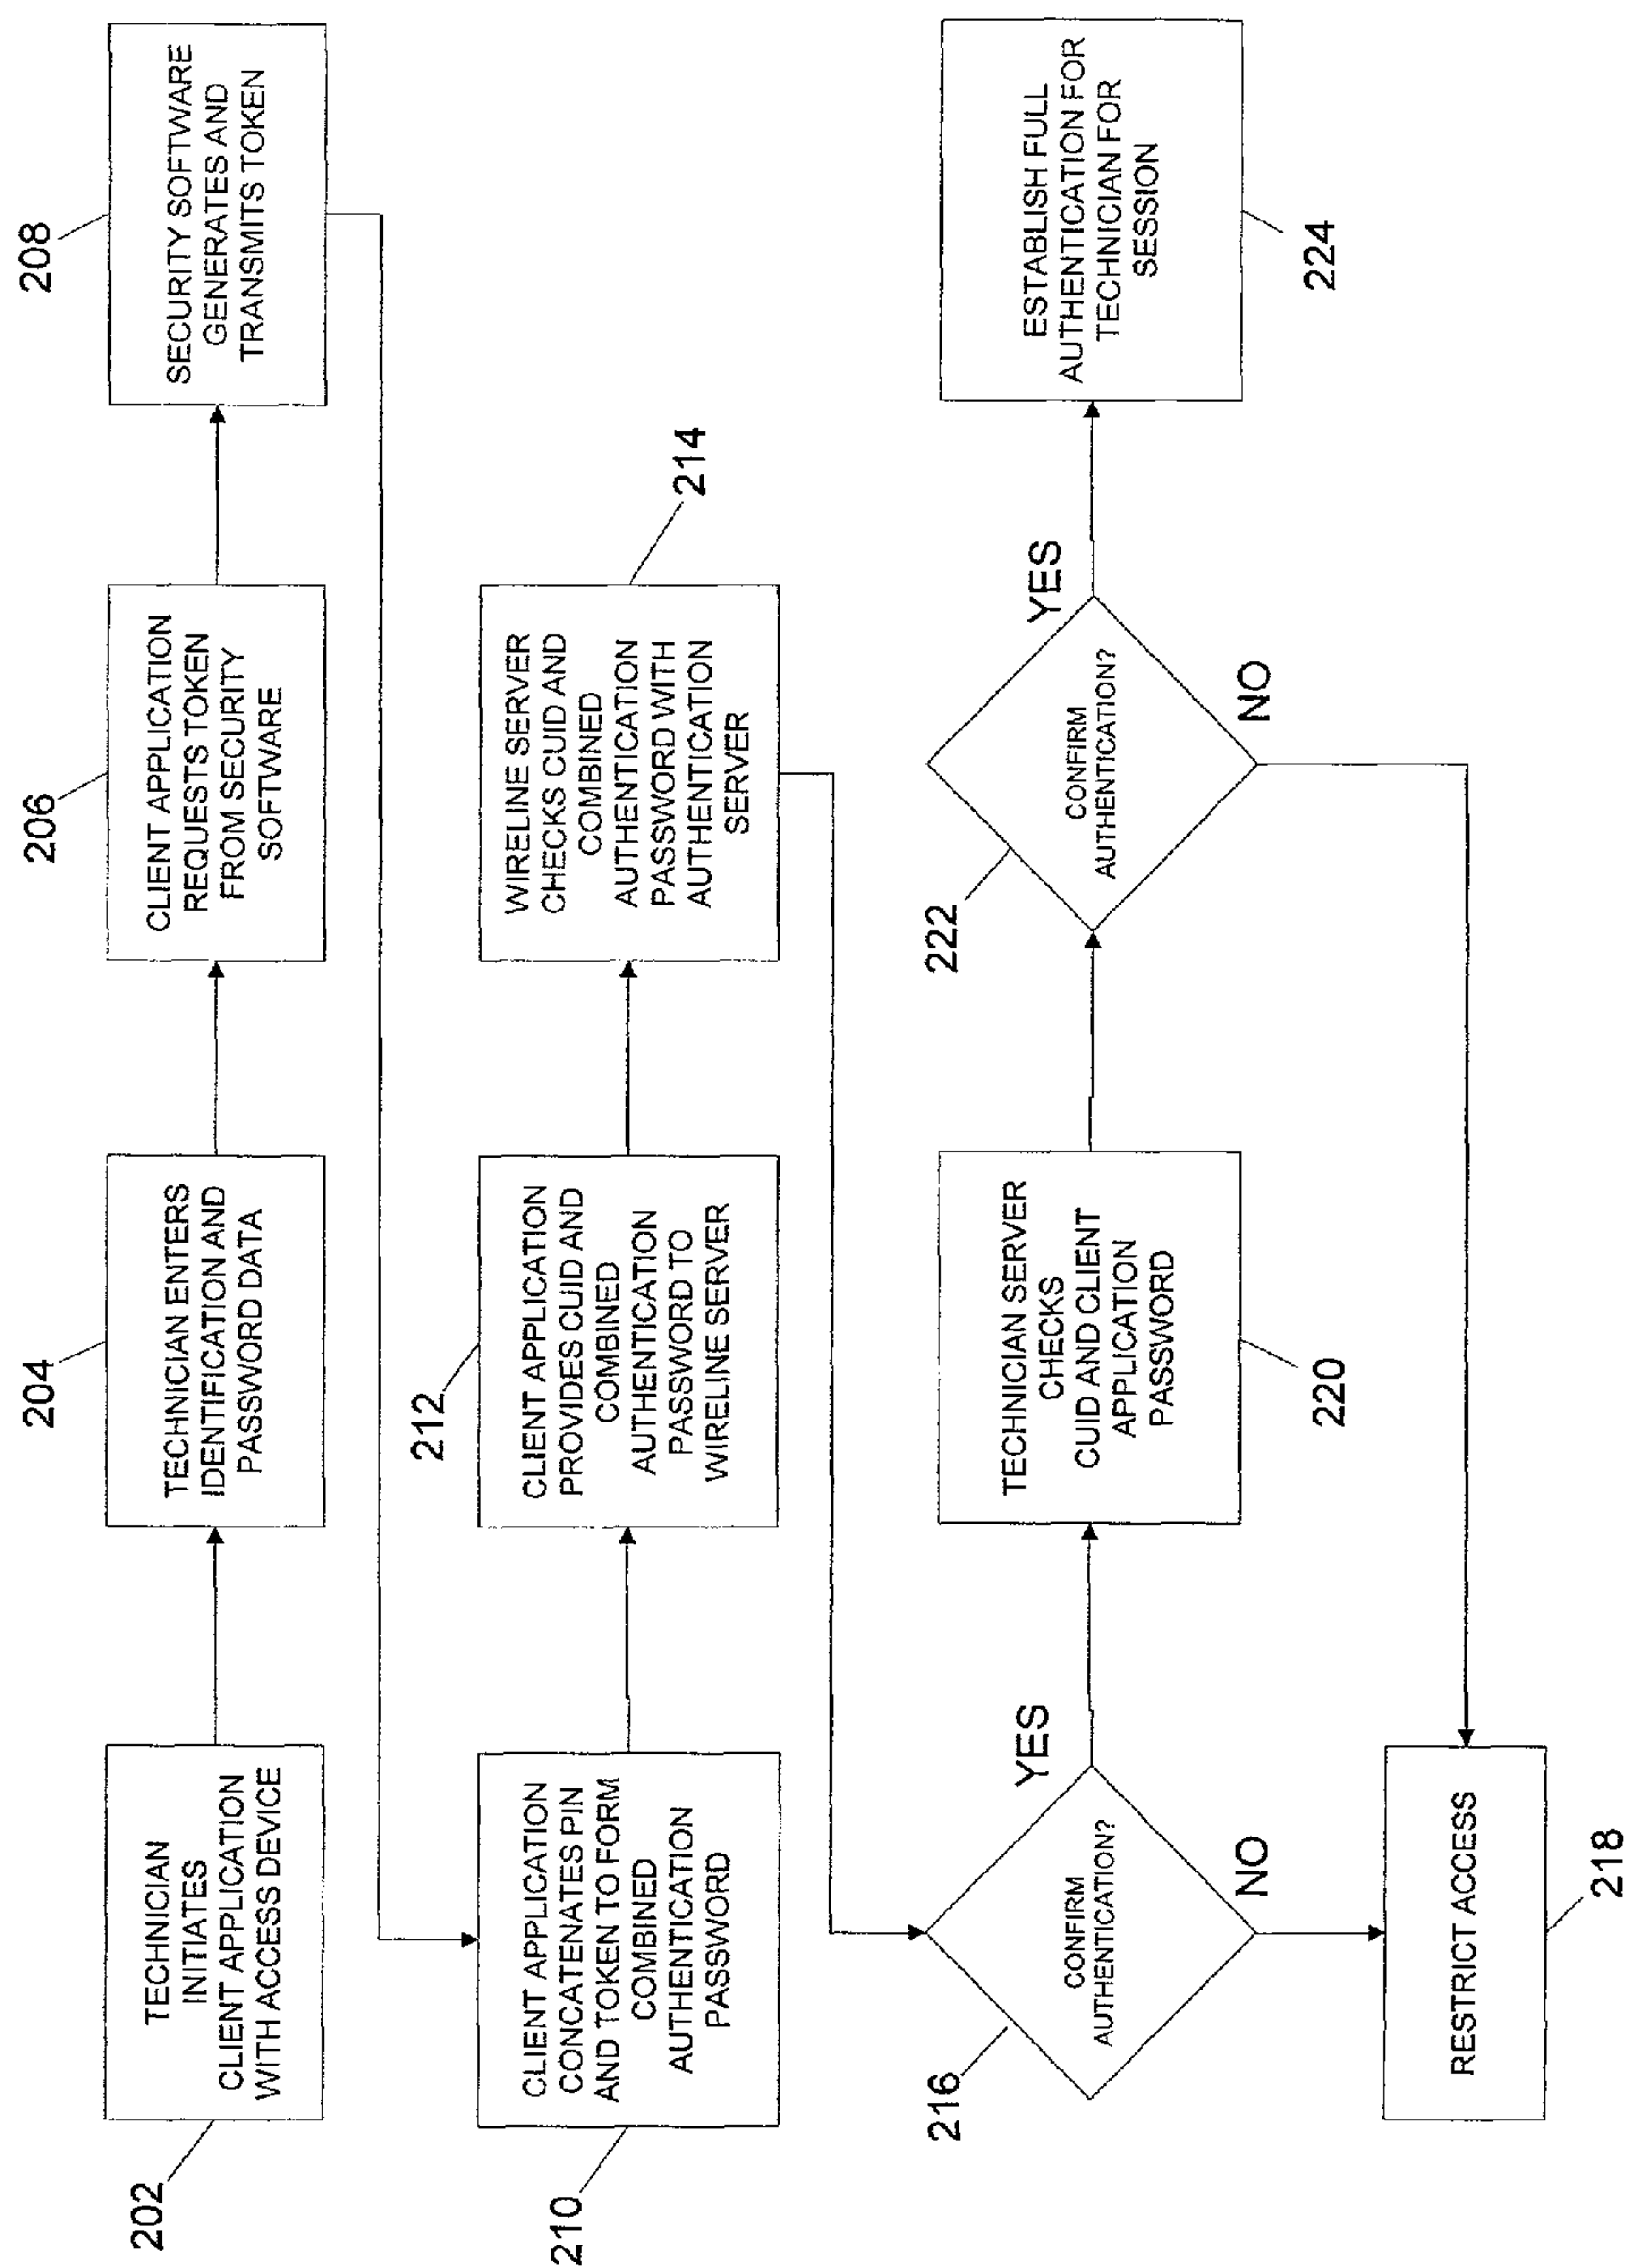 202
TECHNICIAN
INITIATES
CLIENT APPLICATION
WITH ACCESS DEVICE
204
TECHNICIAN ENTERS
IDENTIFICATION AND
PASSWORD DATA
206
CLIENT APPLICATION
REQUESTS TOKEN
FROM SECURITY
SOFTWARE
208
SECURITY SOFTWARE
GENERATES AND
TRANSMITS TOKEN
210
CLIENT APPLICATION
CONCATENATES PIN
AND TOKEN TO FORM
COMBINED
AUTHENTICATION
PASSWORD
212
CLIENT APPLICATION
PROVIDES CUID AND
COMBINED
AUTHENTICATION
PASSWORD TO
WIRELINE SERVER
214
WIRELINE SERVER
CHECKS CUID AND
COMBINED
AUTHENTICATION
PASSWORD WITH
AUTHENTICATION
SERVER
216
CONFIRM
AUTHENTICATION?
YES
NO
220
TECHNICIAN SERVER
CHECKS
CUID AND CLIENT
APPLICATION
PASSWORD
222
CONFIRM
AUTHENTICATION?
YES
NO
224
ESTABLISH FULL
AUTHENTICATION FOR
TECHNICIAN FOR
SESSION
RESTRICT ACCESS
218